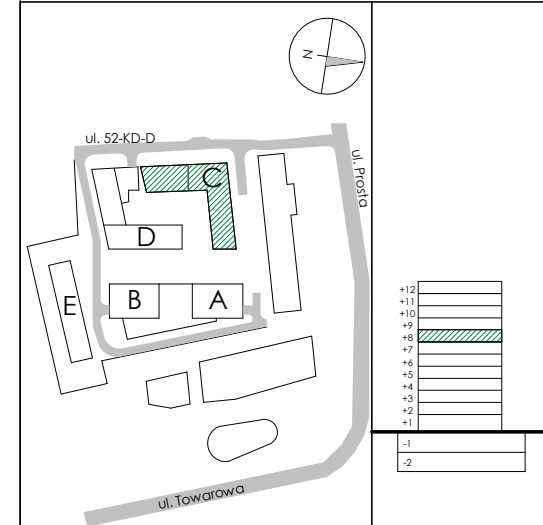 N
ul. 52-KD-D
ul. Prosta
C
D
E
B
A
ul. Towarowa
+12
+11
+10
+9
+8
+7
+6
+5
+4
+3
+2
+1
-1
-2